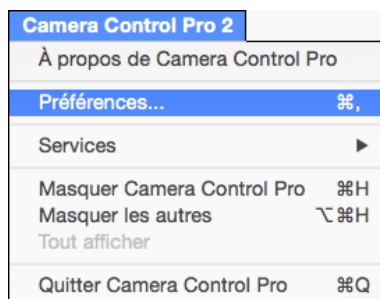 Camera Control Pro 2
À propos de Camera Control Pro
Préférences... ⌘,
Services ▶
Masquer Camera Control Pro ⌘H
Masquer les autres ⌥⌘H
Tout afficher
Quitter Camera Control Pro ⌘Q